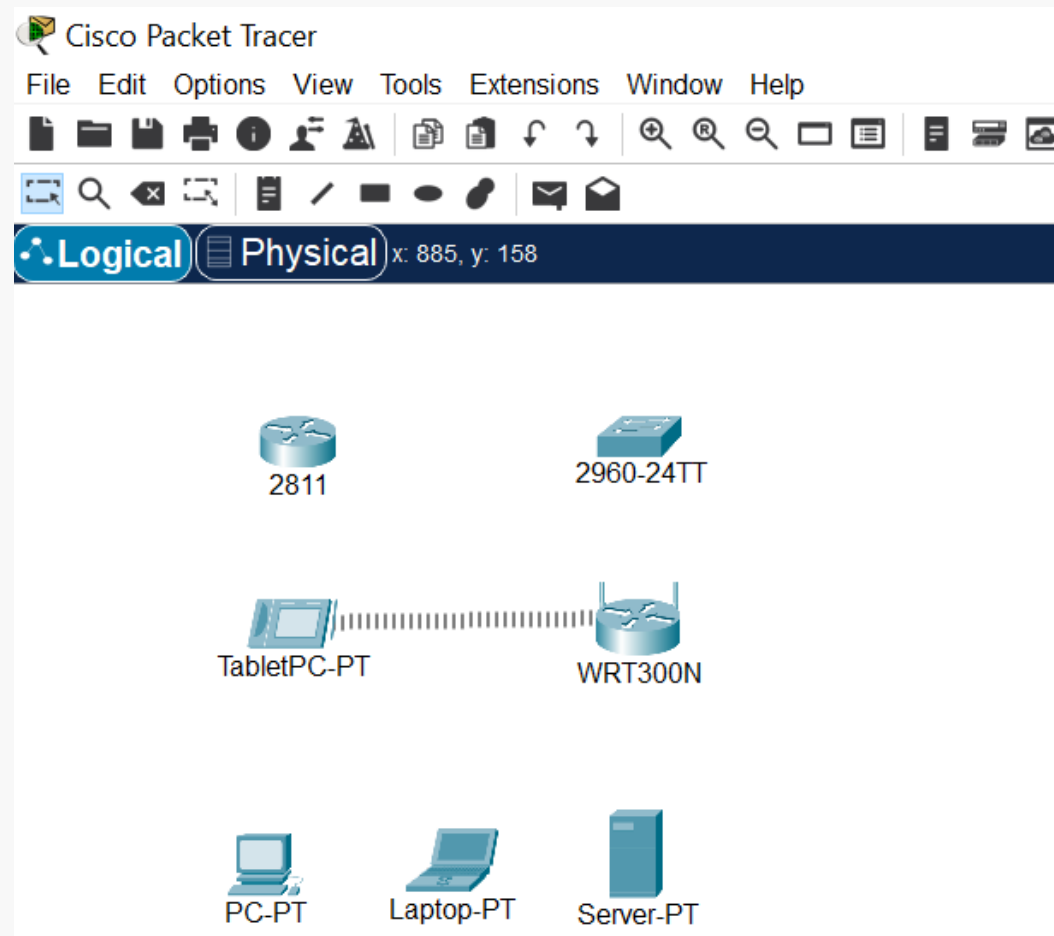 Cisco Packet Tracer
File Edit Options View Tools Extensions Window Help
Logical Physical x: 885, y: 158
2811
2960-24TT
TabletPC-PT
WRT300N
PC-PT
Laptop-PT
Server-PT